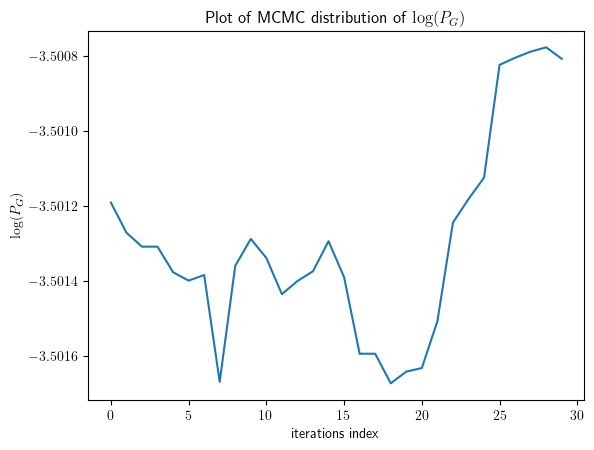 Plot of MCMC distribution of log(P_G)
−3.5008
−3.5010
−3.5012
−3.5014
−3.5016
log(P_G)
0 5 10 15 20 25 30
iterations index